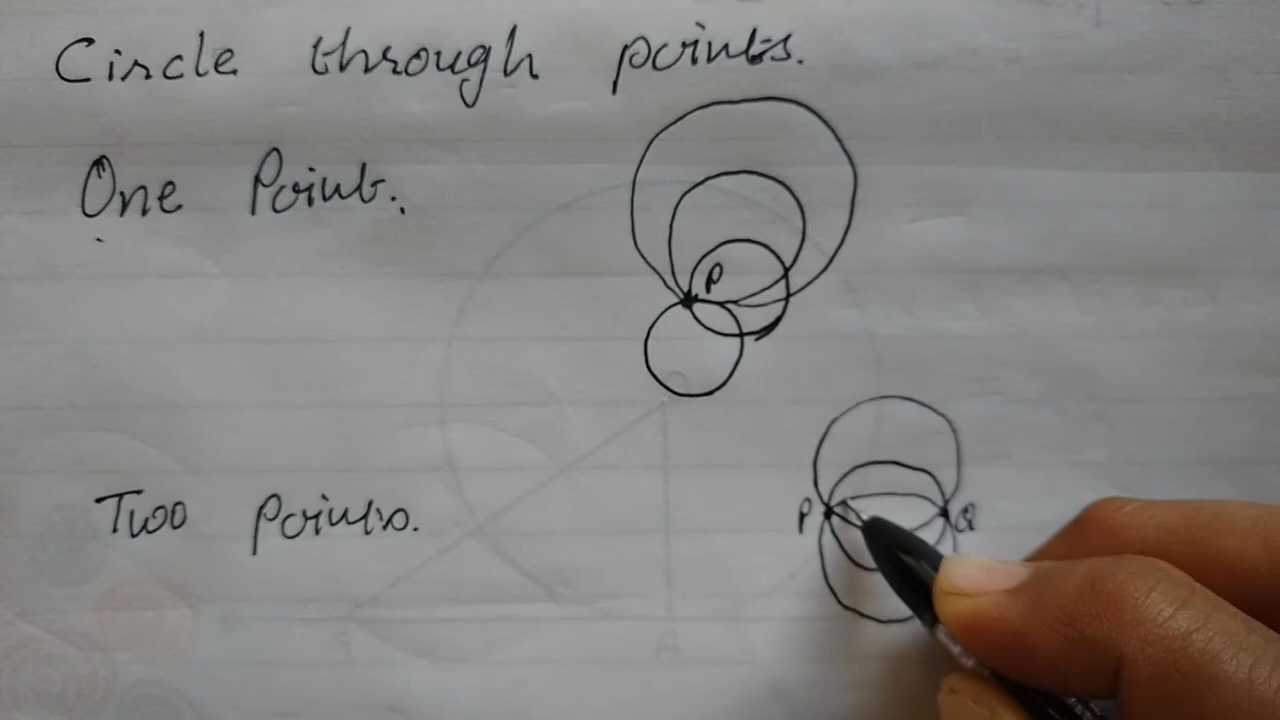 Circle through points.
One Point.
P
Two points.
P Q